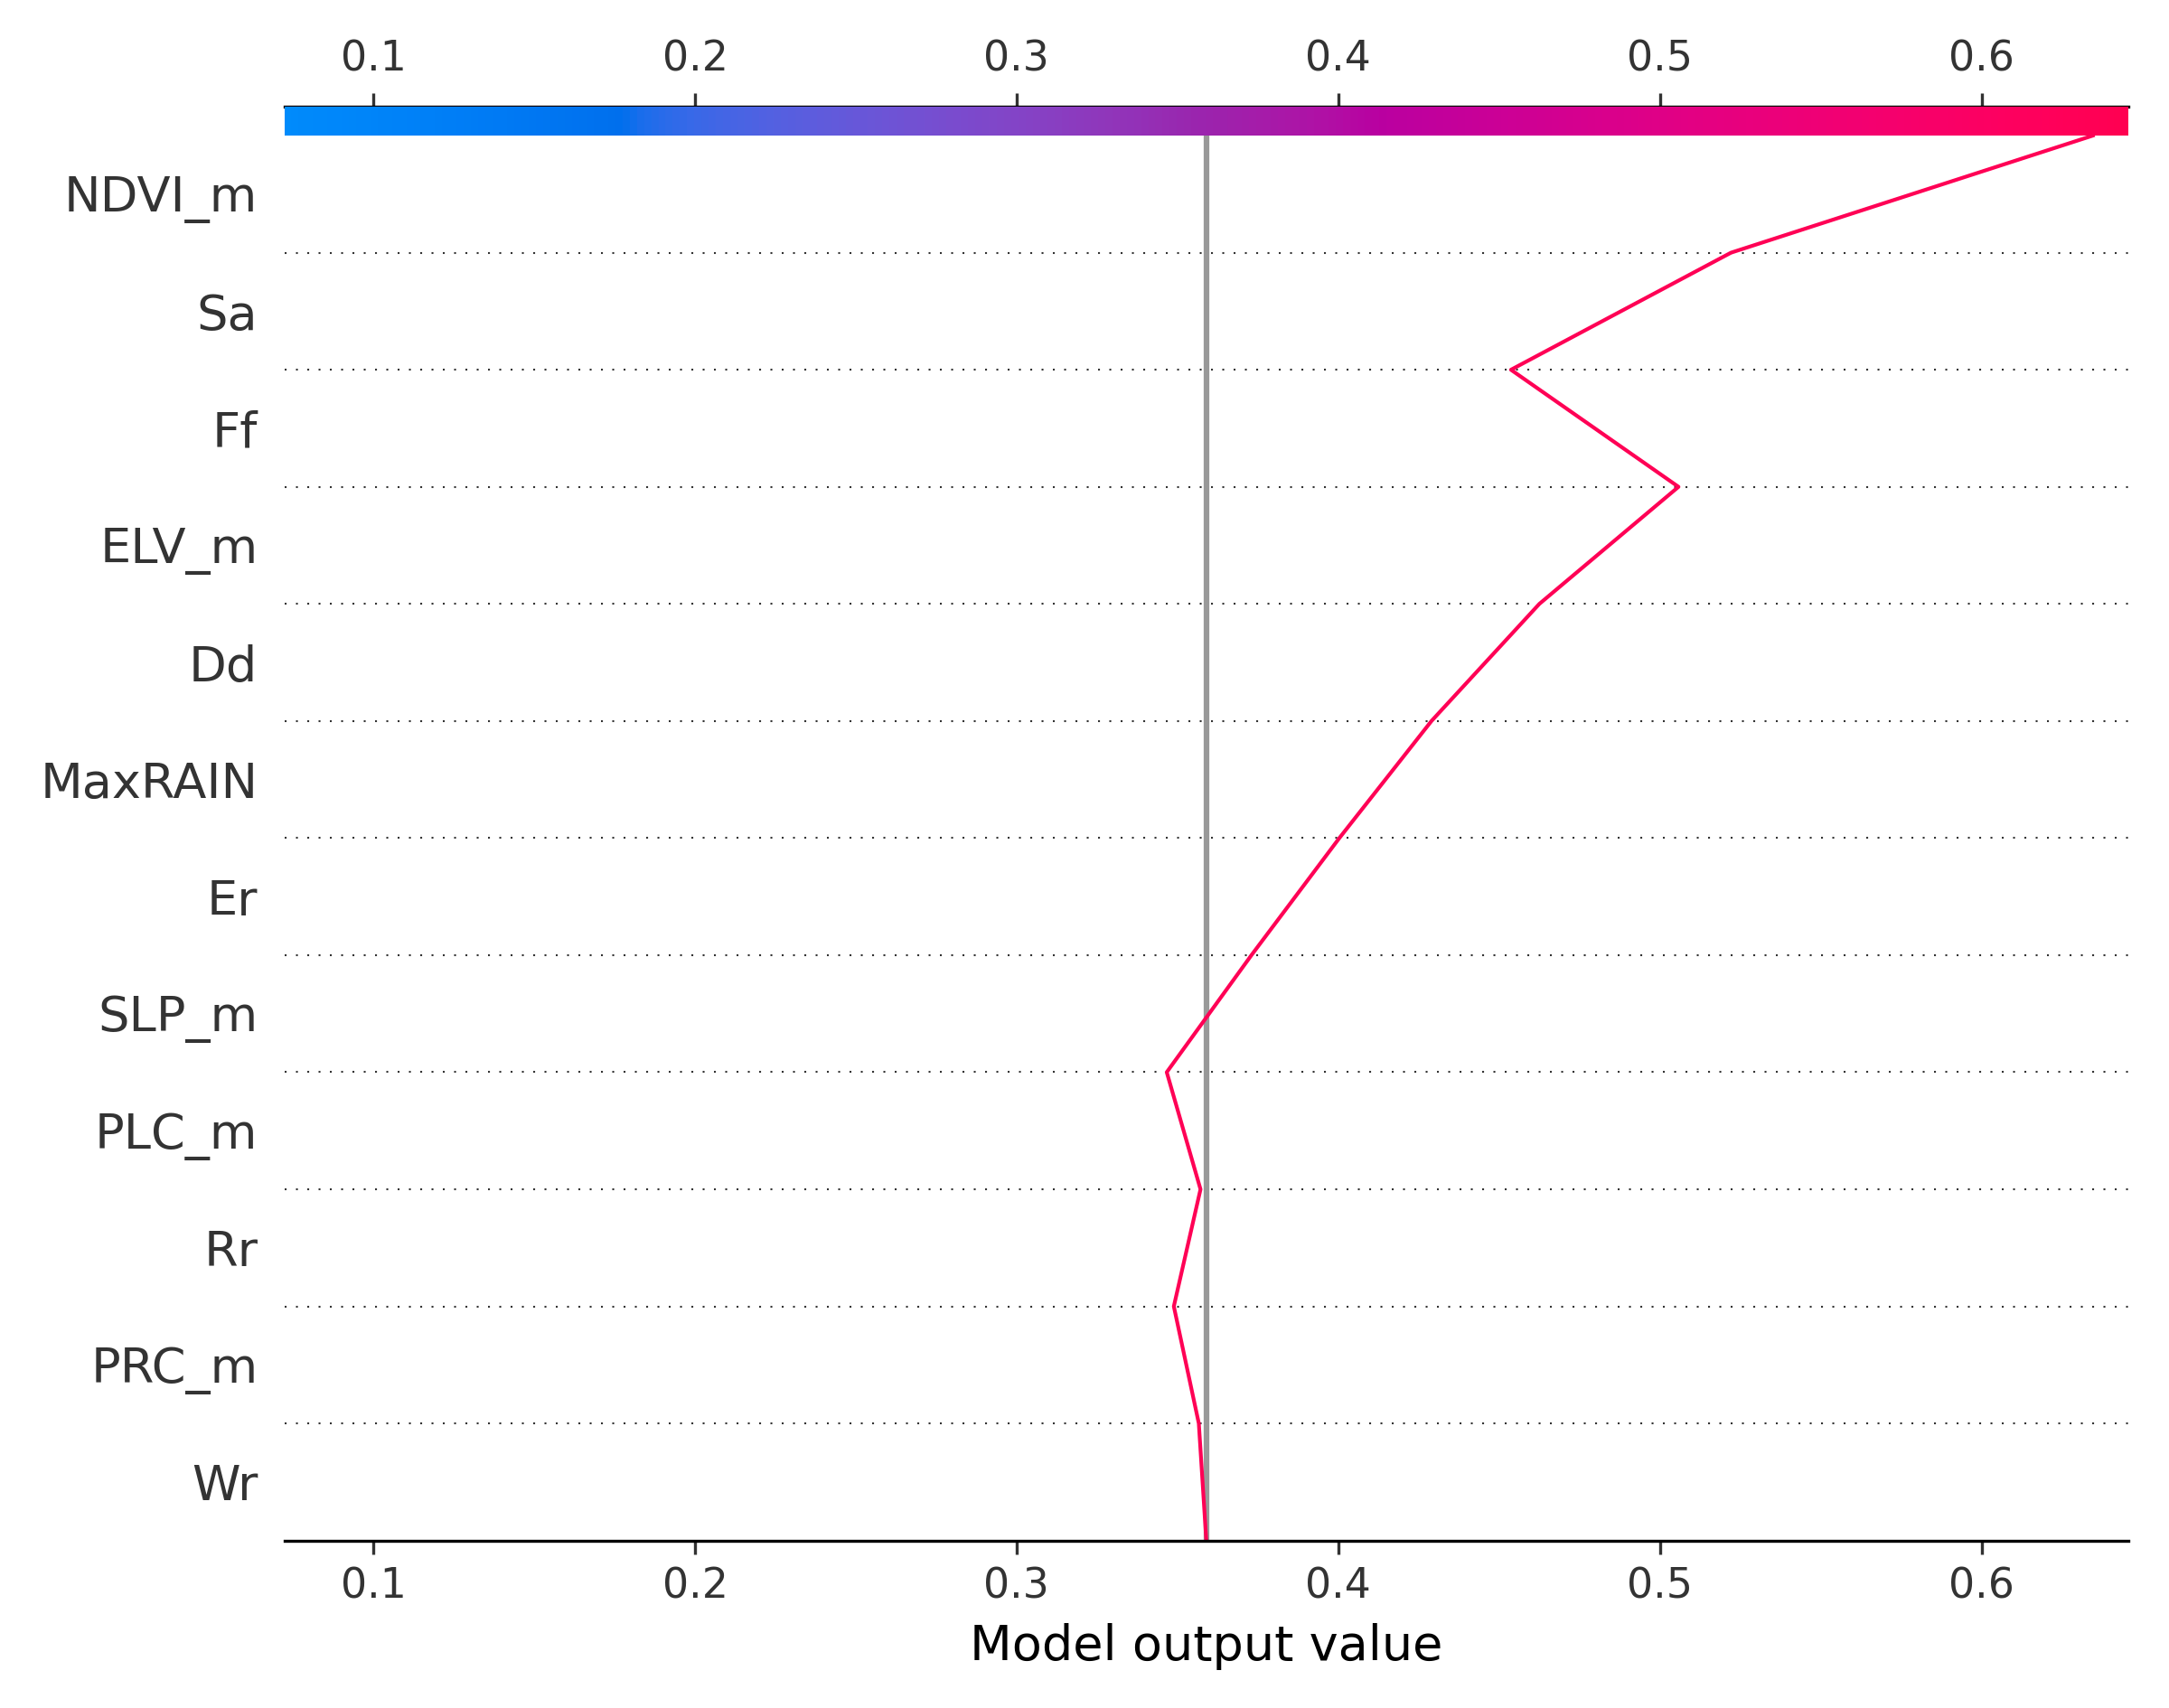 0.1 0.2 0.3 0.4 0.5 0.6
NDVI_m
Sa
Ff
ELV_m
Dd
MaxRAIN
Er
SLP_m
PLC_m
Rr
PRC_m
Wr
0.1 0.2 0.3 0.4 0.5 0.6
Model output value